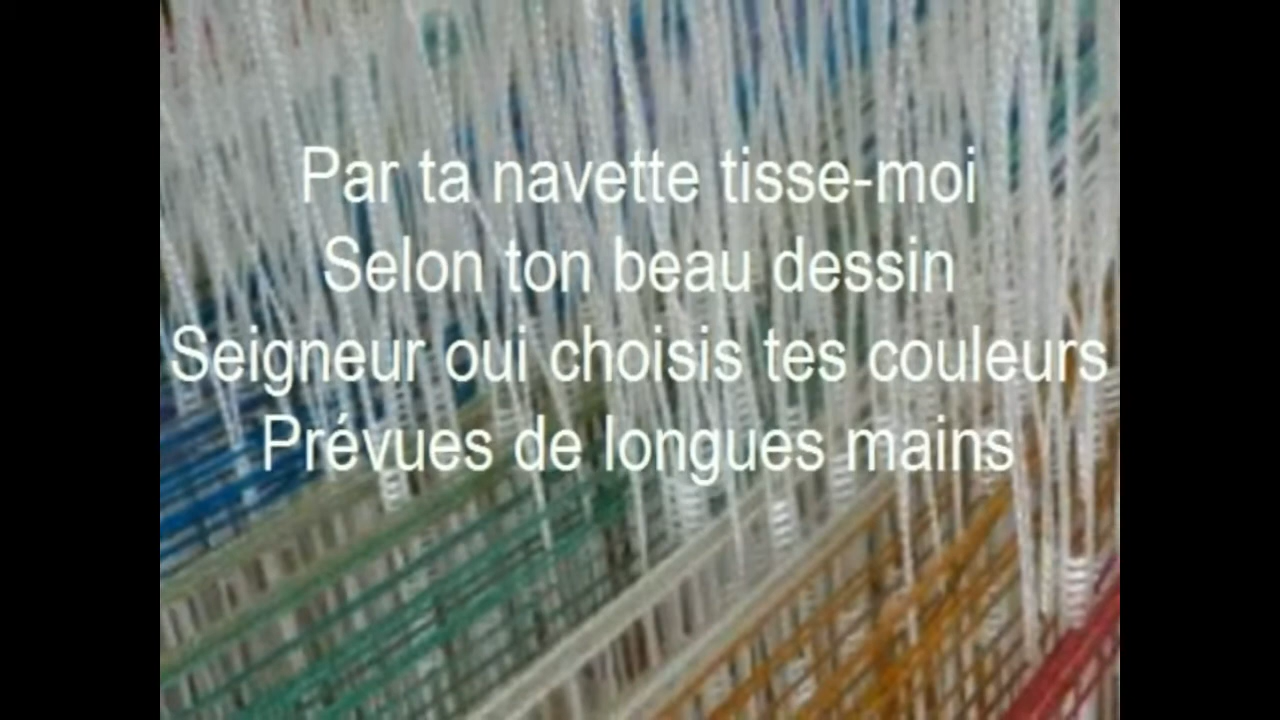 Par ta navette tisse-moi
Selon ton beau dessin
Seigneur oui choisis tes couleurs
Prévues de longues mains